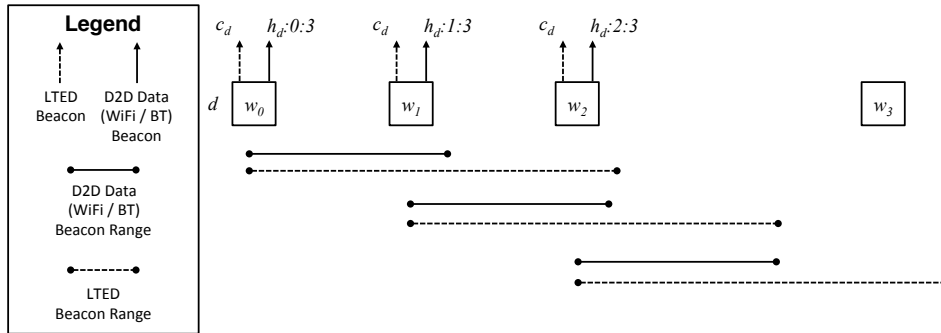 Legend
LTED
Beacon
D2D Data
(WiFi / BT)
Beacon
D2D Data
(WiFi / BT)
Beacon Range
LTED
Beacon Range
c_d h_d:0:3 c_d h_d:1:3 c_d h_d:2:3
d w_0 w_1 w_2 w_3